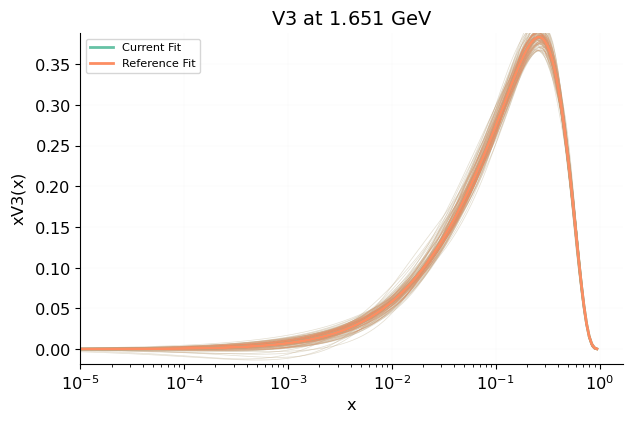 V3 at 1.651 GeV
Current Fit
Reference Fit
xV3(x)
0.35
0.30
0.25
0.20
0.15
0.10
0.05
0.00
10⁻⁵
10⁻⁴
10⁻³
10⁻²
10⁻¹
10⁰
x